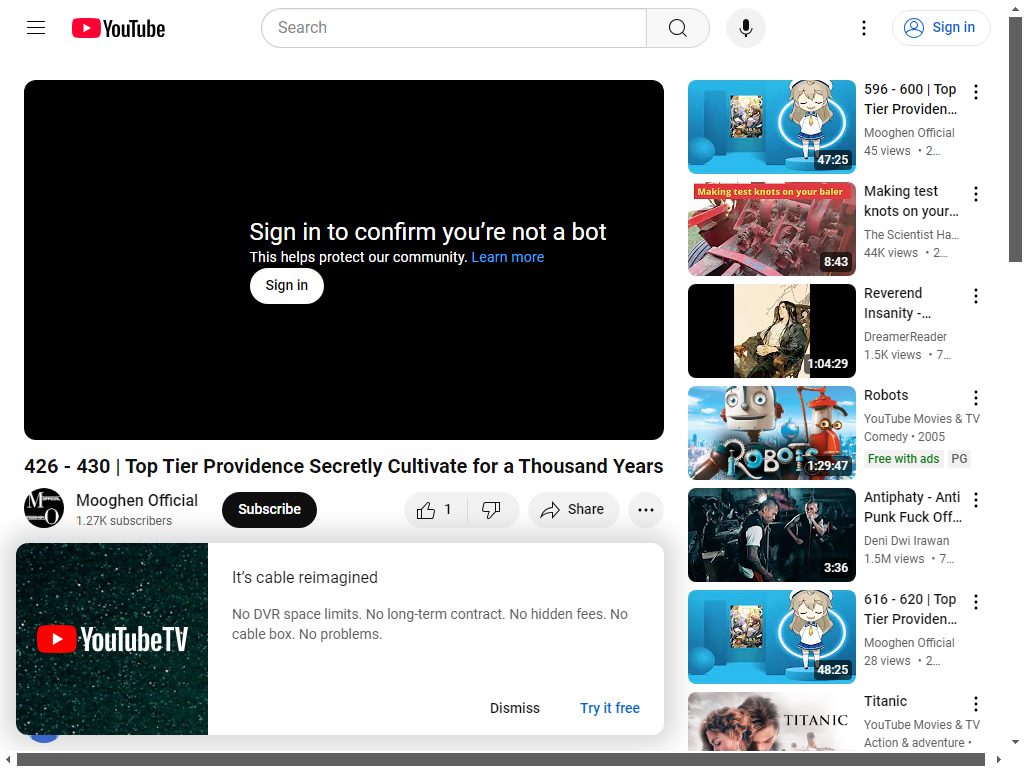 YouTube
Search
Sign in
Sign in to confirm you’re not a bot
This helps protect our community. Learn more
Sign in
426 - 430 | Top Tier Providence Secretly Cultivate for a Thousand Years
Mooghen Official
1.27K subscribers
Subscribe
1
Share
YouTubeTV
It’s cable reimagined
No DVR space limits. No long-term contract. No hidden fees. No
cable box. No problems.
Dismiss
Try it free
47:25
596 - 600 | Top
Tier Providen…
Mooghen Official
45 views • 2…
Making test knots on your baler
8:43
Making test
knots on your…
The Scientist Ha…
44K views • 2…
1:04:29
Reverend
Insanity -…
DreamerReader
1.5K views • 7…
ROBOTS
1:29:47
Robots
YouTube Movies & TV
Comedy • 2005
Free with ads PG
3:36
Antiphaty - Anti
Punk Fuck Off…
Deni Dwi Irawan
1.5M views • 7…
48:25
616 - 620 | Top
Tier Providen…
Mooghen Official
28 views • 2…
TITANIC
Titanic
YouTube Movies & TV
Action & adventure •